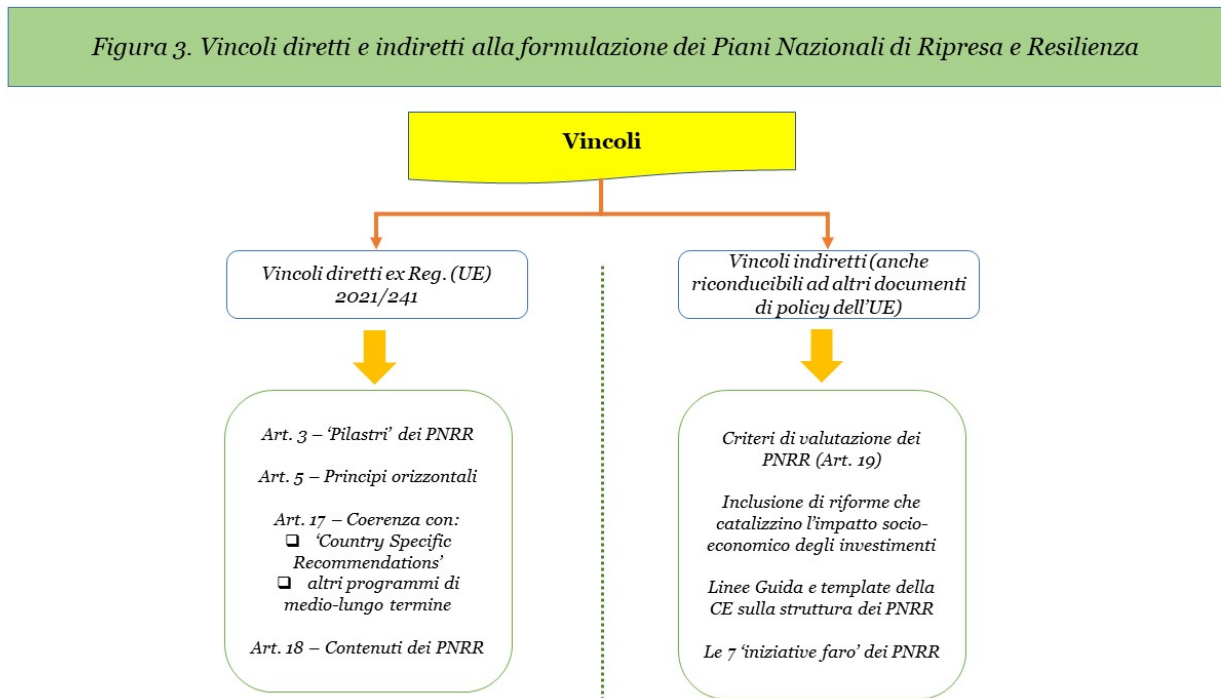 Figura 3. Vincoli diretti e indiretti alla formulazione dei Piani Nazionali di Ripresa e Resilienza
Vincoli
Vincoli diretti ex Reg. (UE)
2021/241
Art. 3 – ‘Pilastri’ dei PNRR
Art. 5 – Principi orizzontali
Art. 17 – Coerenza con:
❑ ‘Country Specific
Recommendations’
❑ altri programmi di
medio-lungo termine
Art. 18 – Contenuti dei PNRR
Vincoli indiretti (anche
riconducibili ad altri documenti
di policy dell’UE)
Criteri di valutazione dei
PNRR (Art. 19)
Inclusione di riforme che
catalizzino l’impatto socio-
economico degli investimenti
Linee Guida e template della
CE sulla struttura dei PNRR
Le 7 ‘iniziative faro’ dei PNRR